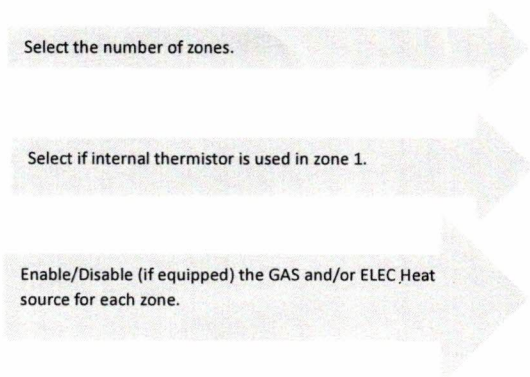 Select the number of zones.
Select if internal thermistor is used in zone 1.
Enable/Disable (if equipped) the GAS and/or ELEC Heat
source for each zone.